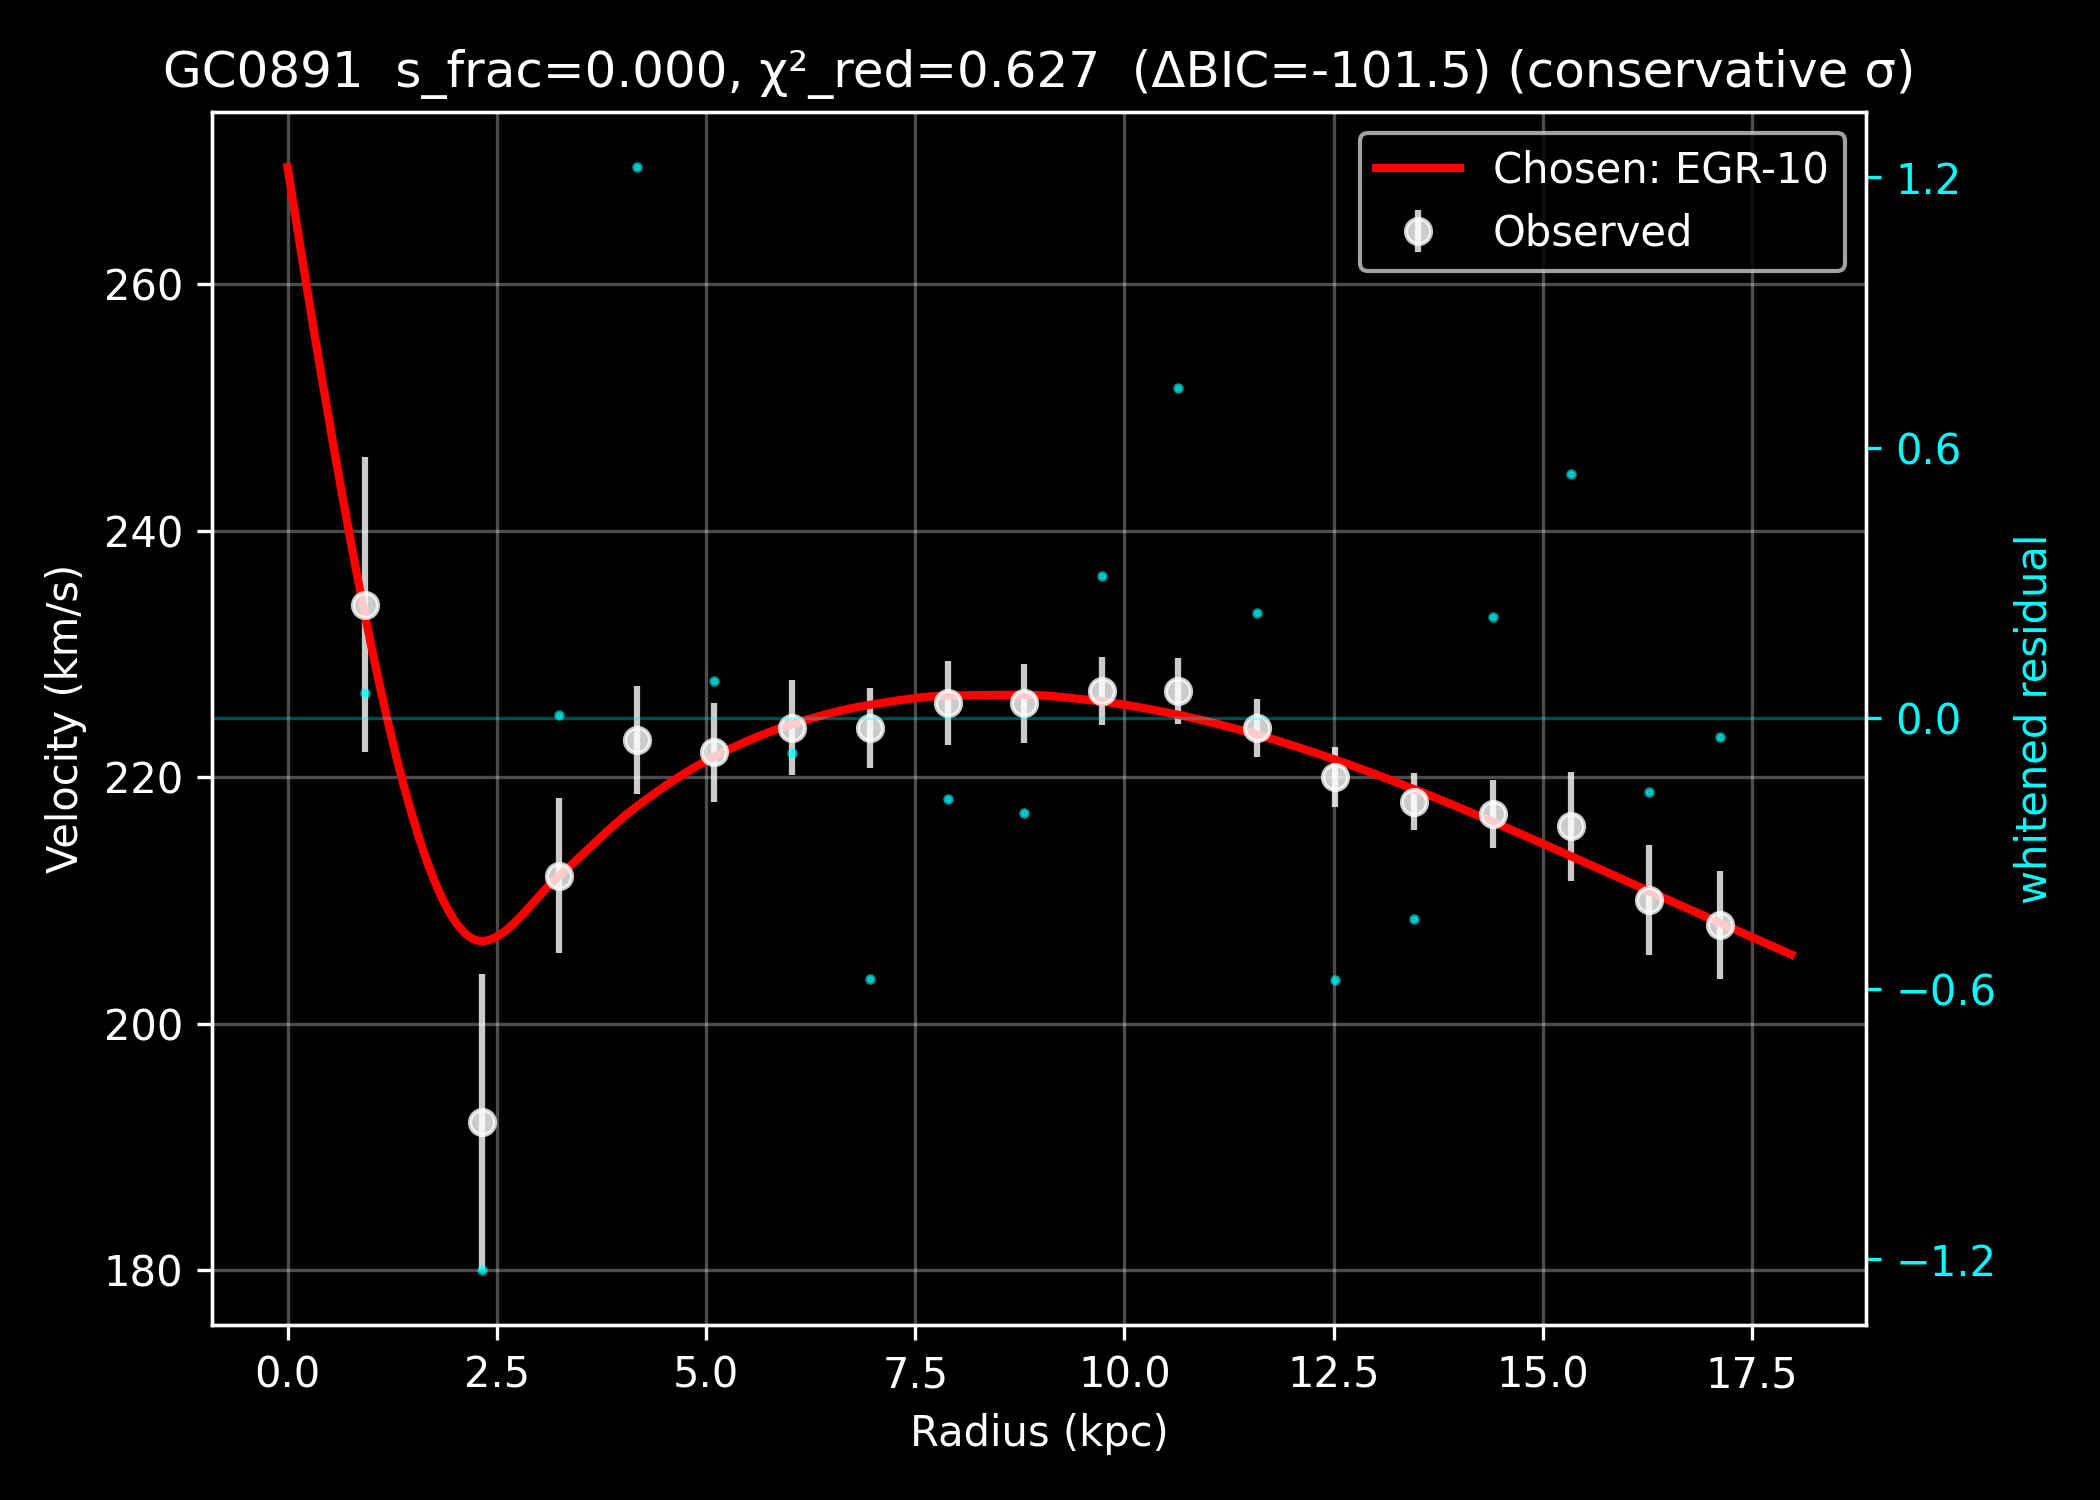 GC0891  s_frac=0.000, χ²_red=0.627  (ΔBIC=-101.5) (conservative σ)
Chosen: EGR-10
Observed
260
240
220
200
180
Velocity (km/s)
1.2
0.6
0.0
−0.6
−1.2
whitened residual
0.0 2.5 5.0 7.5 10.0 12.5 15.0 17.5
Radius (kpc)